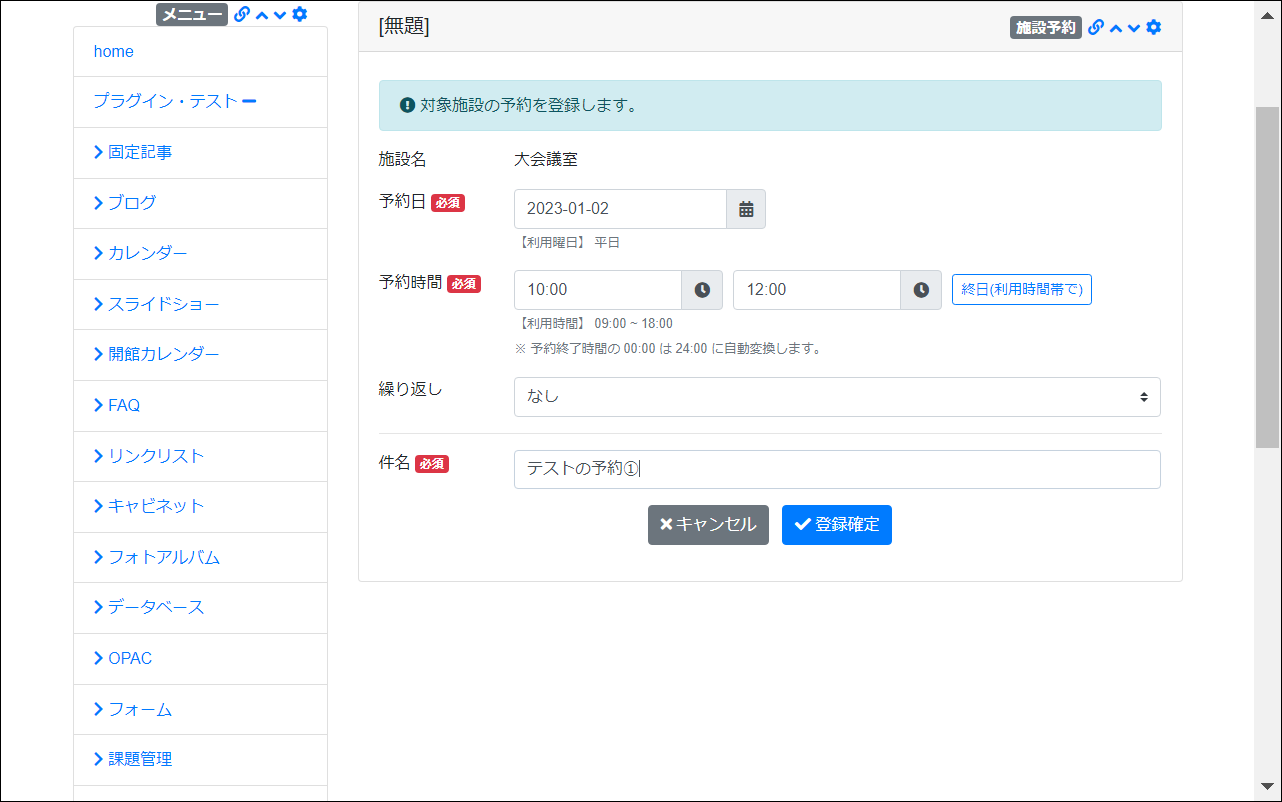 メニュー
home
プラグイン・テスト
固定記事
ブログ
カレンダー
スライドショー
開館カレンダー
FAQ
リンクリスト
キャビネット
フォトアルバム
データベース
OPAC
フォーム
課題管理
[無題] 施設予約
対象施設の予約を登録します。
施設名 大会議室
予約日 必須 2023-01-02
【利用曜日】 平日
予約時間 必須 10:00 12:00 終日(利用時間帯で)
【利用時間】 09:00 ~ 18:00
※ 予約終了時間の 00:00 は 24:00 に自動変換します。
繰り返し なし
件名 必須 テストの予約①
キャンセル 登録確定